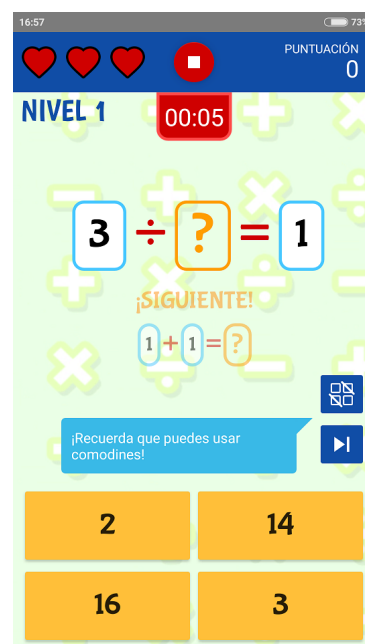 16:57
73%
PUNTUACIÓN
0
NIVEL 1
00:05
3 ÷ ? = 1
¡SIGUIENTE!
1 + 1 = ?
¡Recuerda que puedes usar
comodines!
2
14
16
3